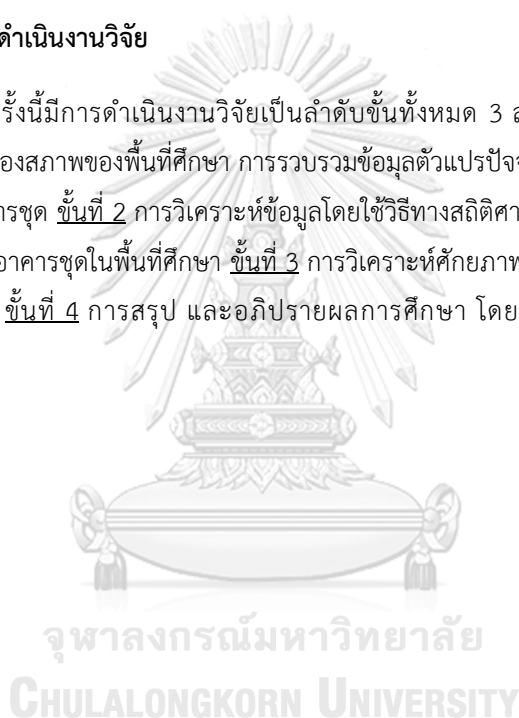 ดำเนินงานวิจัย
รั้งนี้มีการดำเนินงานวิจัยเป็นลำดับขั้นทั้งหมด 3 ส
องสภาพของพื้นที่ศึกษา การรวบรวมข้อมูลตัวแปรปัจจ
ารชุด ขั้นที่ 2 การวิเคราะห์ข้อมูลโดยใช้วิธีทางสถิติศา
อาคารชุดในพื้นที่ศึกษา ขั้นที่ 3 การวิเคราะห์ศักยภาพ
ขั้นที่ 4 การสรุป และอภิปรายผลการศึกษา โดย
จุฬาลงกรณ์มหาวิทยาลัย
CHULALONGKORN UNIVERSITY